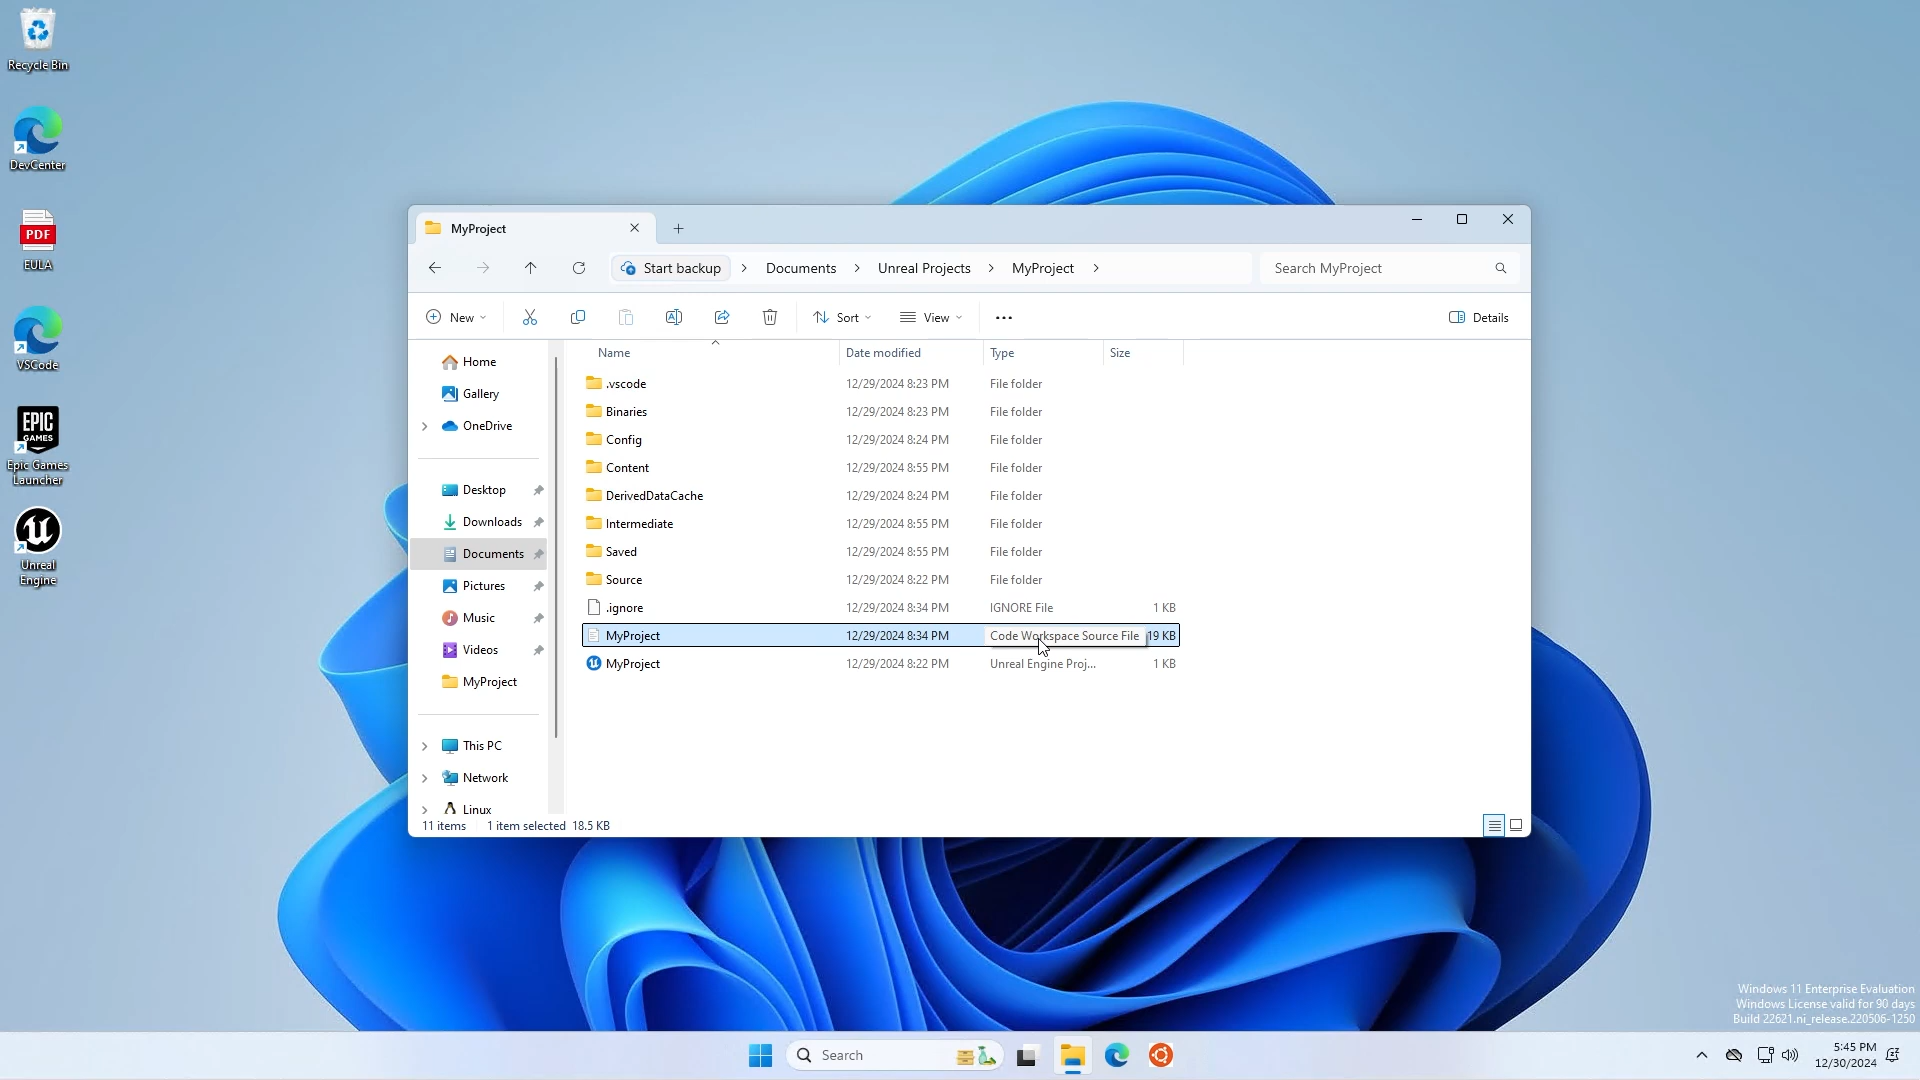 Recycle Bin
DevCenter
PDF
EULA
VSCode
EPIC
GAMES
Epic Games
Launcher
Unreal
Engine
MyProject
Start backup
Documents
Unreal Projects
MyProject
Search MyProject
New
Sort
View
Details
Home
Gallery
OneDrive
Desktop
Downloads
Documents
Pictures
Music
Videos
MyProject
This PC
Network
Linux
Name Date modified Type Size
.vscode 12/29/2024 8:23 PM File folder
Binaries 12/29/2024 8:23 PM File folder
Config 12/29/2024 8:24 PM File folder
Content 12/29/2024 8:55 PM File folder
DerivedDataCache 12/29/2024 8:24 PM File folder
Intermediate 12/29/2024 8:55 PM File folder
Saved 12/29/2024 8:55 PM File folder
Source 12/29/2024 8:22 PM File folder
.ignore 12/29/2024 8:34 PM IGNORE File 1 KB
MyProject 12/29/2024 8:34 PM Code Workspace Source File 19 KB
MyProject 12/29/2024 8:22 PM Unreal Engine Proj... 1 KB
11 items 1 item selected 18.5 KB
Windows 11 Enterprise Evaluation
Windows License valid for 90 days
Build 22621.ni_release.220506-1250
Search
5:45 PM
12/30/2024